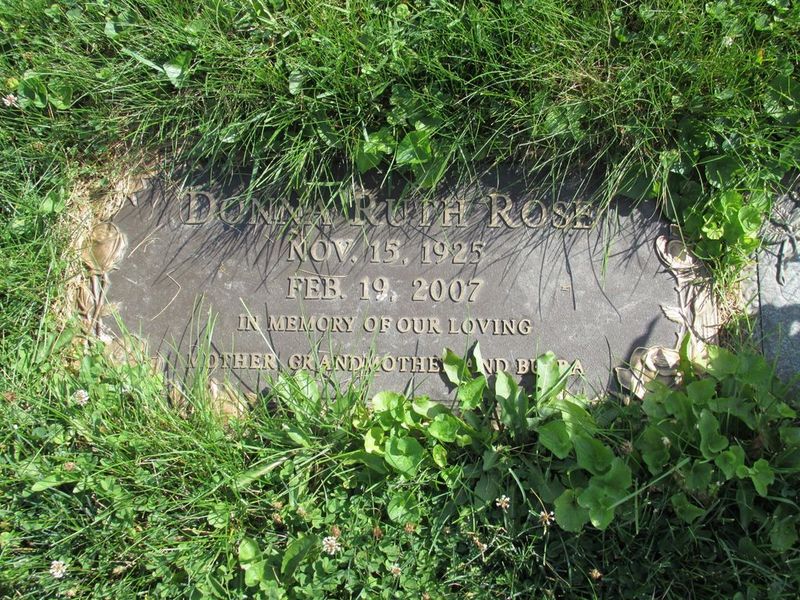 DONNA RUTH ROSE
NOV. 15, 1925
FEB. 19, 2007
IN MEMORY OF OUR LOVING
MOTHER, GRANDMOTHER AND